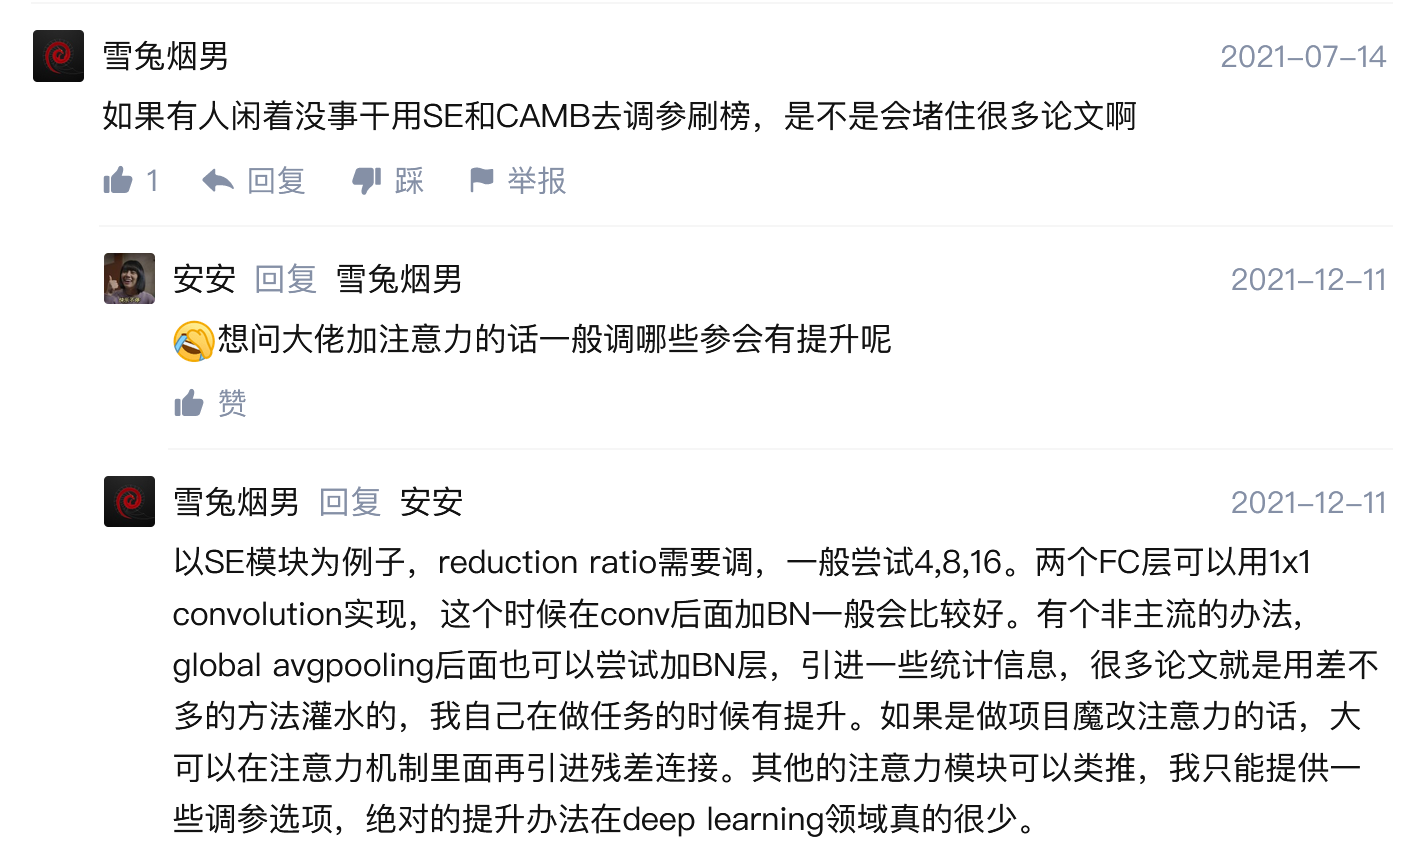 雪兔烟男 2021-07-14
如果有人闲着没事干用SE和CAMB去调参刷榜，是不是会堵住很多论文啊
1 回复 踩 举报
安安 回复 雪兔烟男 2021-12-11
想问大佬加注意力的话一般调哪些参会有提升呢
赞
雪兔烟男 回复 安安 2021-12-11
以SE模块为例子，reduction ratio需要调，一般尝试4,8,16。两个FC层可以用1x1
convolution实现，这个时候在conv后面加BN一般会比较好。有个非主流的办法,
global avgpooling后面也可以尝试加BN层，引进一些统计信息，很多论文就是用差不
多的方法灌水的，我自己在做任务的时候有提升。如果是做项目魔改注意力的话，大
可以在注意力机制里面再引进残差连接。其他的注意力模块可以类推，我只能提供一
些调参选项，绝对的提升办法在deep learning领域真的很少。